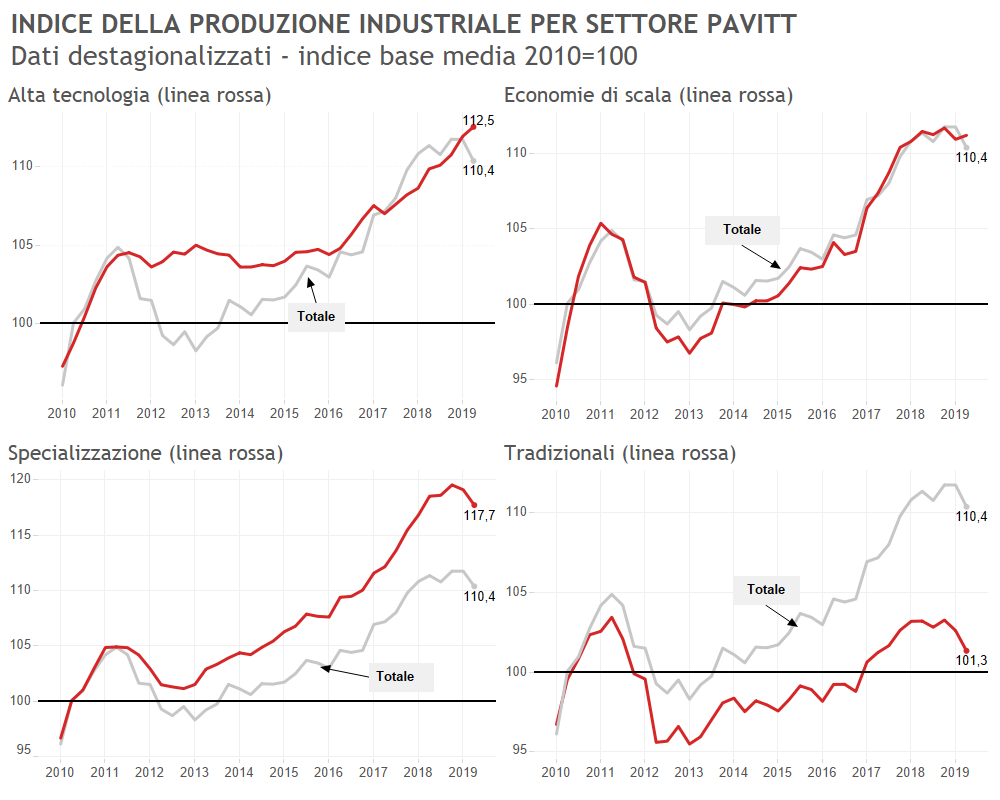 INDICE DELLA PRODUZIONE INDUSTRIALE PER SETTORE PAVITT
Dati destagionalizzati - indice base media 2010=100
Alta tecnologia (linea rossa)
112,5
110
110,4
105
Totale
100
2010 2011 2012 2013 2014 2015 2016 2017 2018 2019
Economie di scala (linea rossa)
110
110,4
105
Totale
100
95
2010 2011 2012 2013 2014 2015 2016 2017 2018 2019
Specializzazione (linea rossa)
120
117,7
115
110
110,4
105
Totale
100
95
2010 2011 2012 2013 2014 2015 2016 2017 2018 2019
Tradizionali (linea rossa)
110
110,4
105
Totale
101,3
100
95
2010 2011 2012 2013 2014 2015 2016 2017 2018 2019